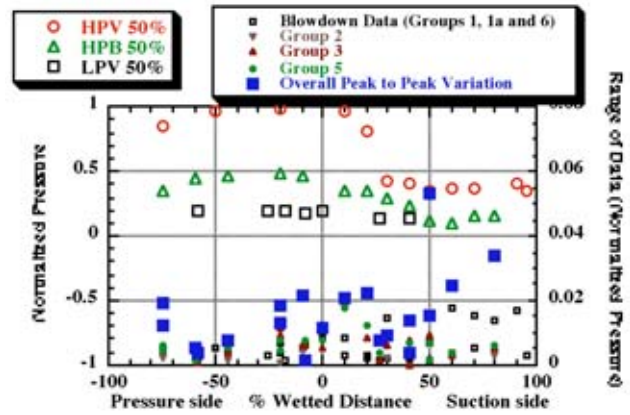 HPV 50%
HPB 50%
LPV 50%
Blowdown Data (Groups 1, 1a and 6)
Group 2
Group 3
Group 5
Overall Peak to Peak Variation
1
0.5
0
-0.5
-1
Normalized Pressure
0.08
0.06
0.04
0.02
0
Range of Data (Normalized Pressure)
-100
-50
0
50
100
Pressure side % Wetted Distance Suction side